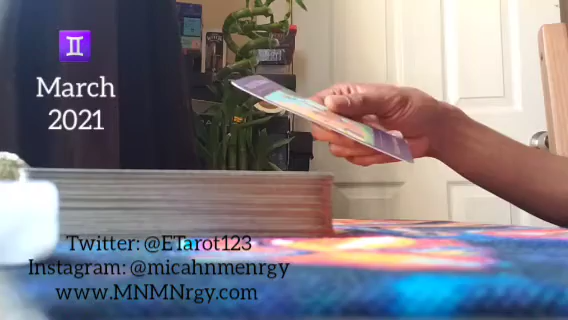 ♊
March
2021
Twitter: @ETarot123
Instagram: @micahnmenrgy
www.MNMNrgy.com